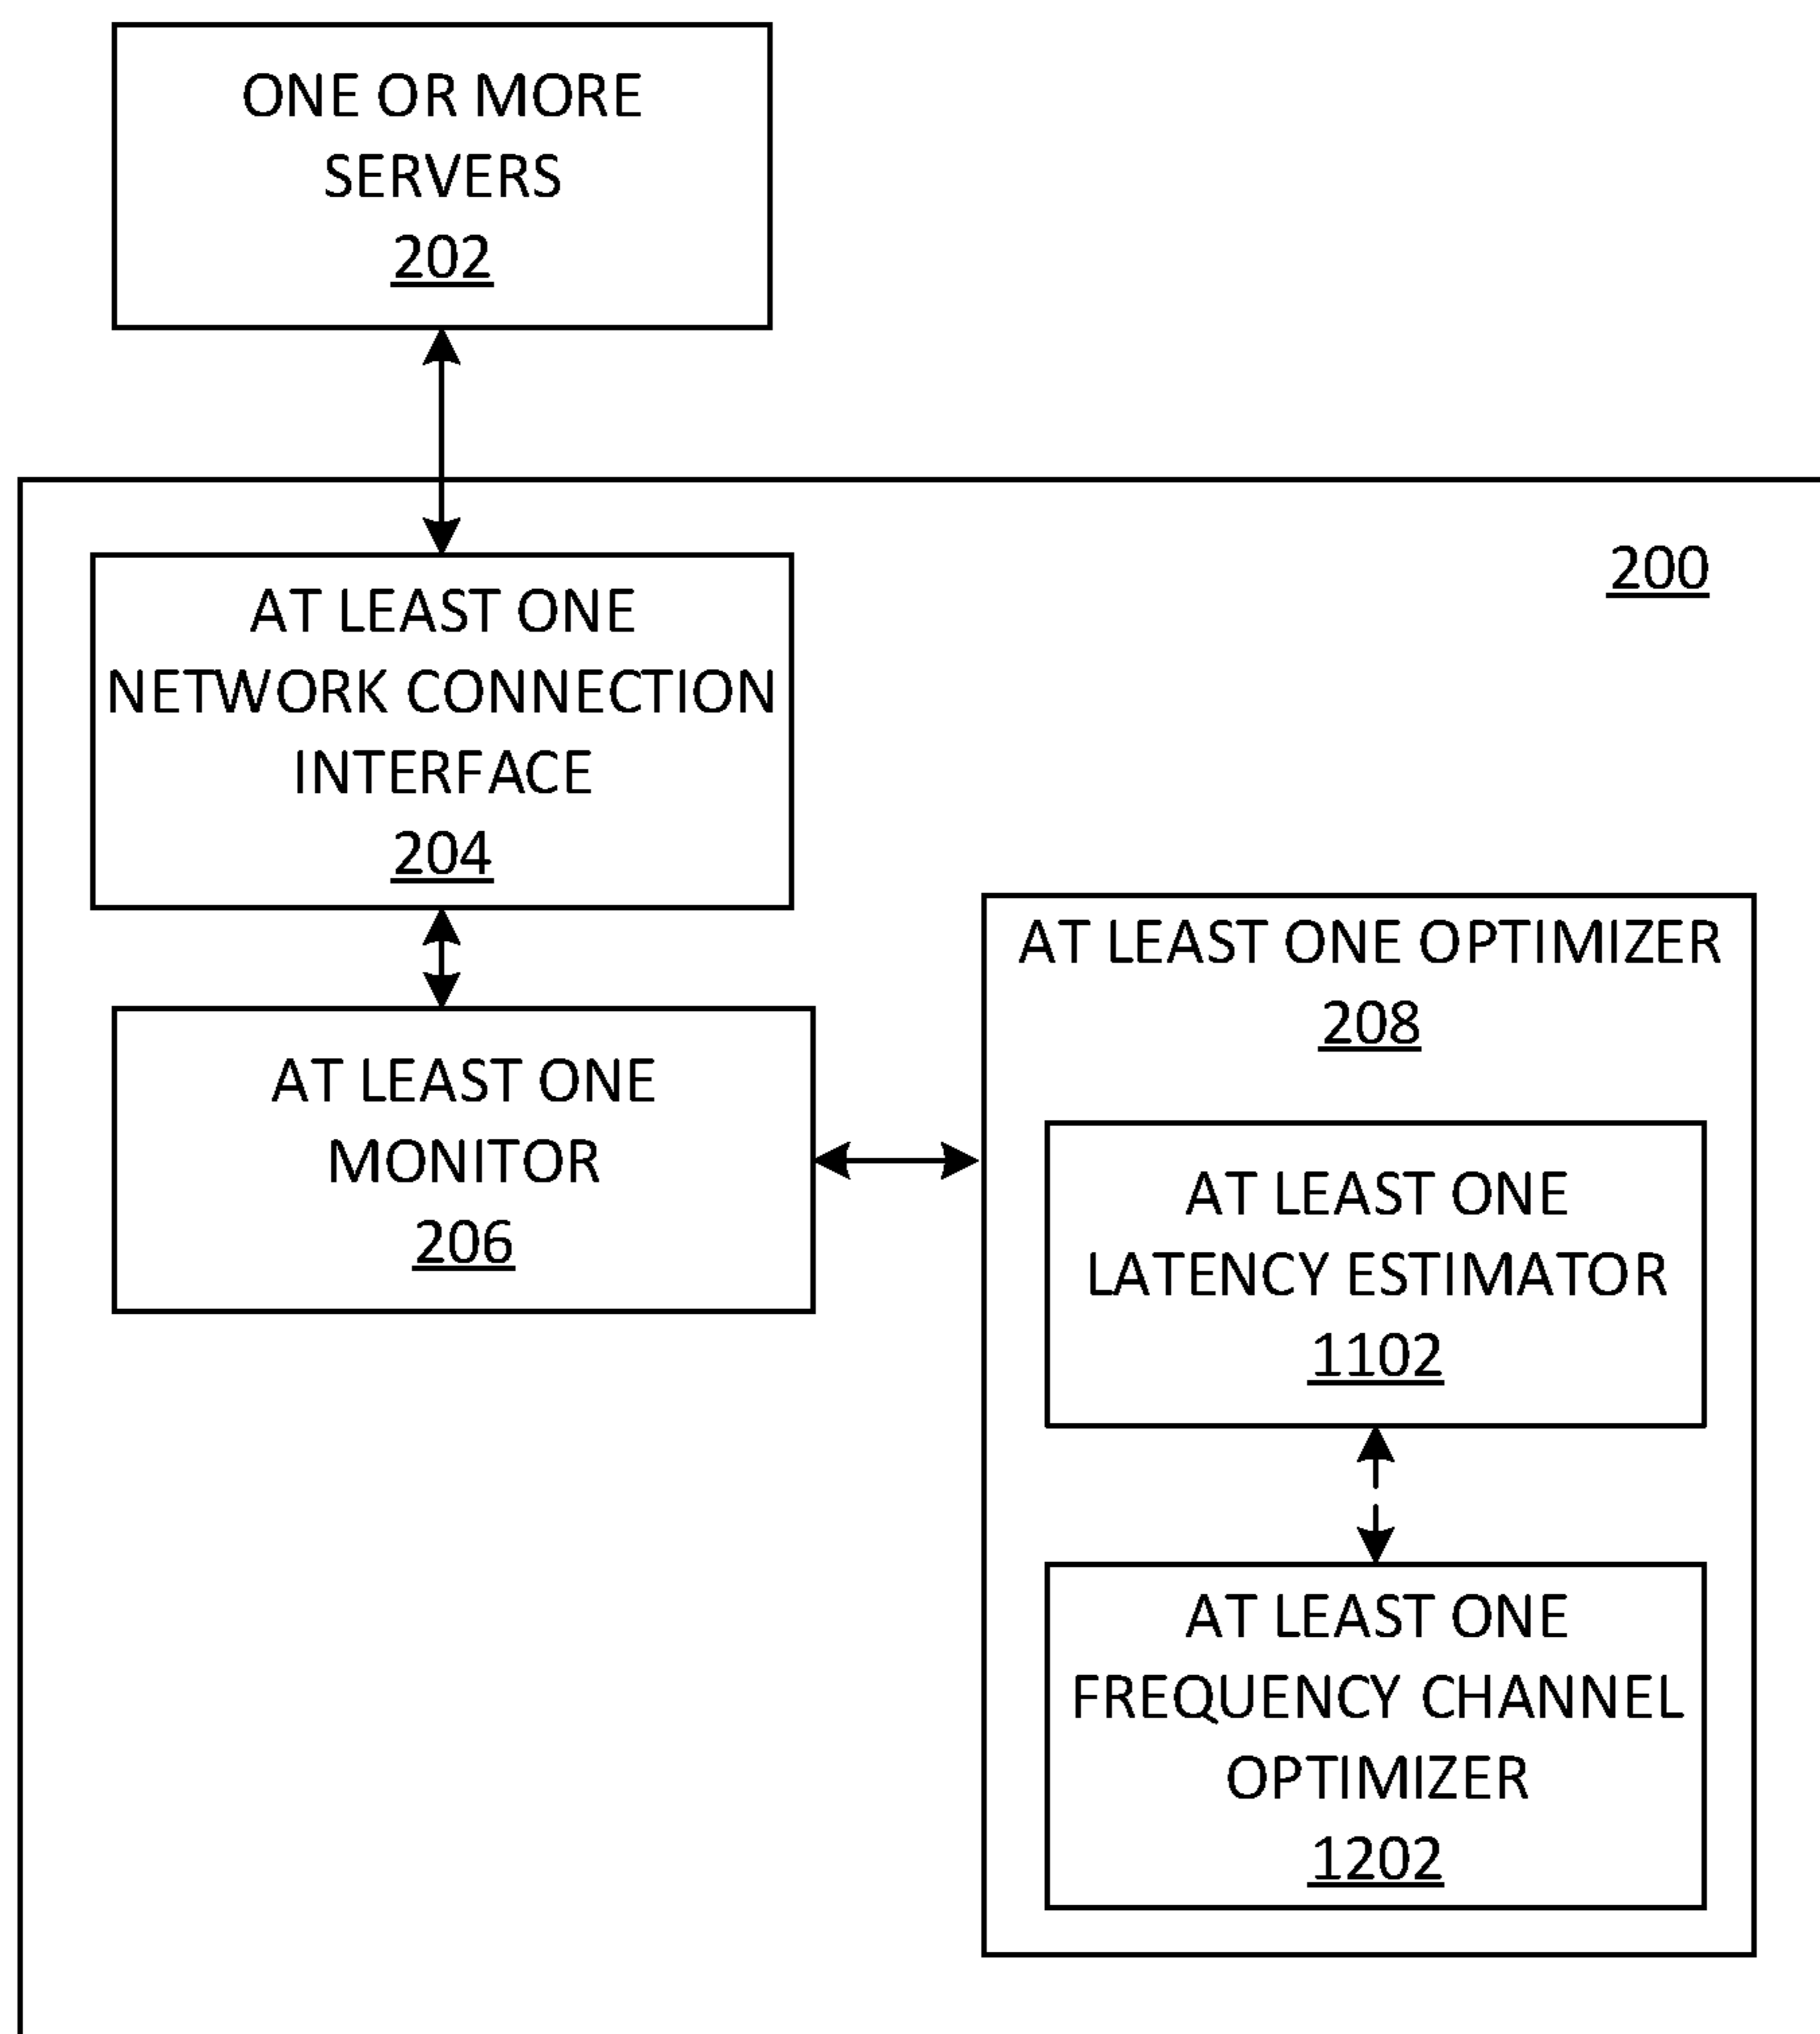 ONE OR MORE
SERVERS
202
200
AT LEAST ONE
NETWORK CONNECTION
INTERFACE
204
AT LEAST ONE
MONITOR
206
AT LEAST ONE OPTIMIZER
208
AT LEAST ONE
LATENCY ESTIMATOR
1102
AT LEAST ONE
FREQUENCY CHANNEL
OPTIMIZER
1202